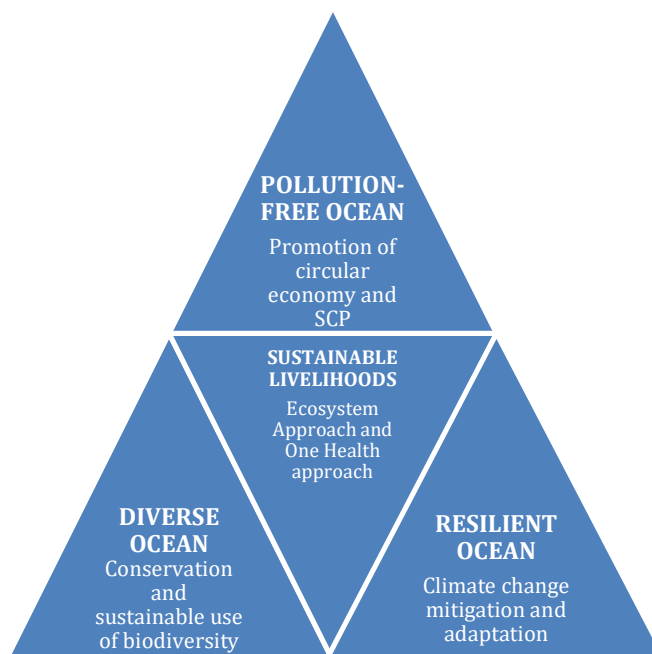 POLLUTION-
FREE OCEAN
Promotion of
circular
economy and
SCP
SUSTAINABLE
LIVELIHOODS
Ecosystem
Approach and
One Health
approach
DIVERSE
OCEAN
Conservation
and
sustainable use
of biodiversity
RESILIENT
OCEAN
Climate change
mitigation and
adaptation